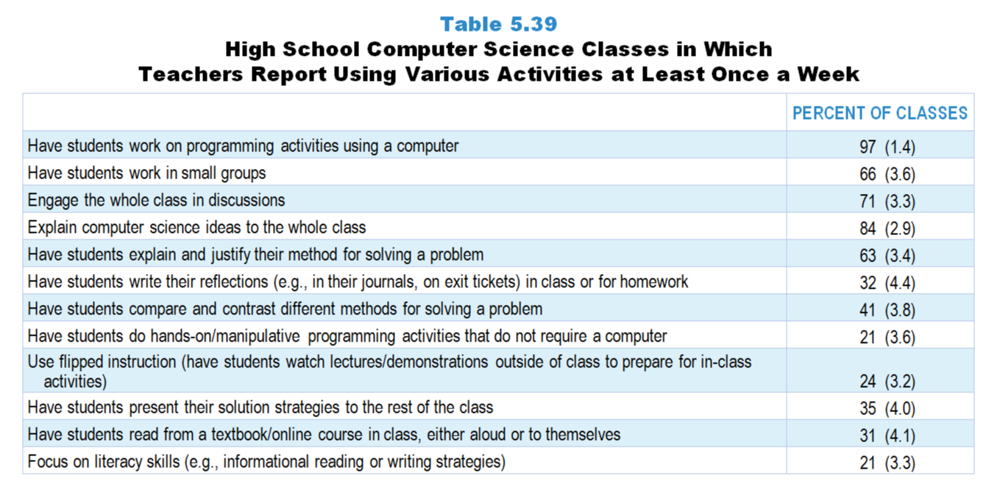 Table 5.39
High School Computer Science Classes in Which
Teachers Report Using Various Activities at Least Once a Week
PERCENT OF CLASSES
Have students work on programming activities using a computer 97 (1.4)
Have students work in small groups 66 (3.6)
Engage the whole class in discussions 71 (3.3)
Explain computer science ideas to the whole class 84 (2.9)
Have students explain and justify their method for solving a problem 63 (3.4)
Have students write their reflections (e.g., in their journals, on exit tickets) in class or for homework 32 (4.4)
Have students compare and contrast different methods for solving a problem 41 (3.8)
Have students do hands-on/manipulative programming activities that do not require a computer 21 (3.6)
Use flipped instruction (have students watch lectures/demonstrations outside of class to prepare for in-class
activities) 24 (3.2)
Have students present their solution strategies to the rest of the class 35 (4.0)
Have students read from a textbook/online course in class, either aloud or to themselves 31 (4.1)
Focus on literacy skills (e.g., informational reading or writing strategies) 21 (3.3)